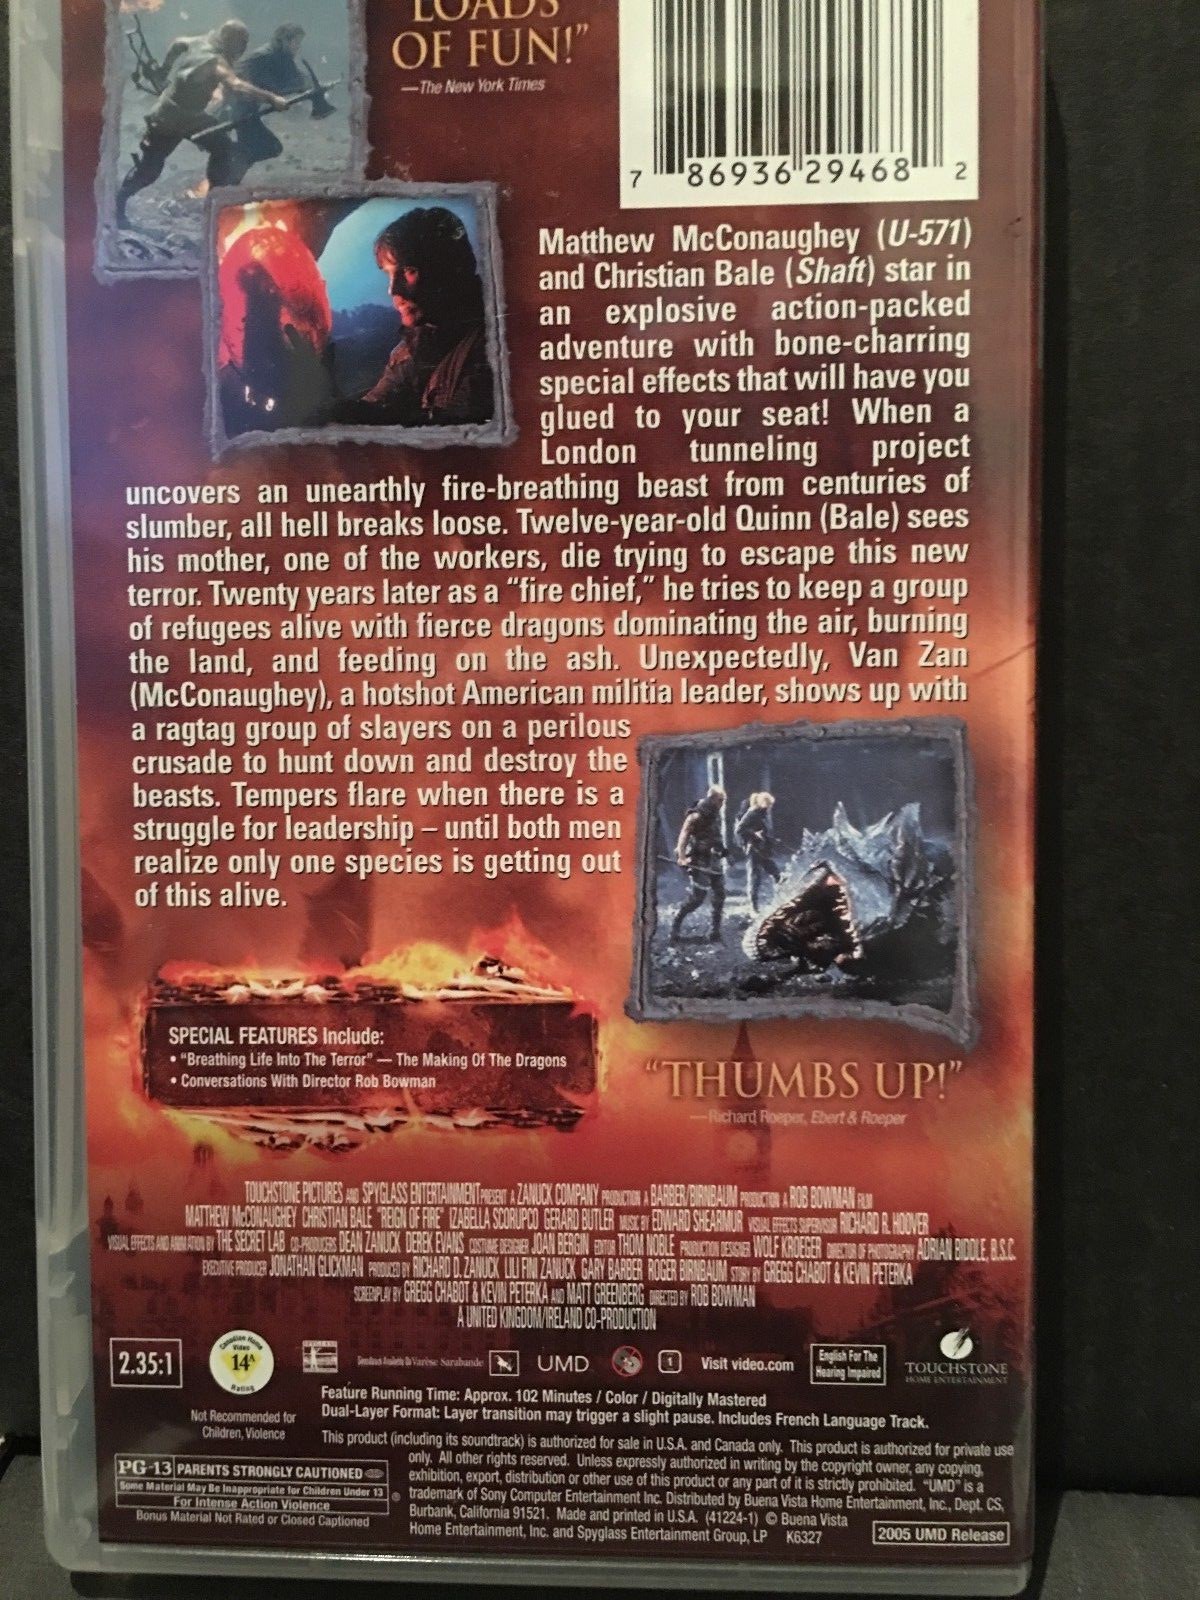 LOADS
OF FUN!"
—The New York Times
7 86936 29468 2
Matthew McConaughey (U-571)
and Christian Bale (Shaft) star in
an explosive action-packed
adventure with bone-charring
special effects that will have you
glued to your seat! When a
London tunneling project
uncovers an unearthly fire-breathing beast from centuries of
slumber, all hell breaks loose. Twelve-year-old Quinn (Bale) sees
his mother, one of the workers, die trying to escape this new
terror. Twenty years later as a "fire chief," he tries to keep a group
of refugees alive with fierce dragons dominating the air, burning
the land, and feeding on the ash. Unexpectedly, Van Zan
(McConaughey), a hotshot American militia leader, shows up with
a ragtag group of slayers on a perilous
crusade to hunt down and destroy the
beasts. Tempers flare when there is a
struggle for leadership – until both men
realize only one species is getting out
of this alive.
SPECIAL FEATURES Include:
• "Breathing Life Into The Terror" — The Making Of The Dragons
• Conversations With Director Rob Bowman
"THUMBS UP!"
—Richard Roeper, Ebert & Roeper
TOUCHSTONE PICTURES AND SPYGLASS ENTERTAINMENT PRESENT A ZANUCK COMPANY PRODUCTION A BARBER/BIRNBAUM PRODUCTION A ROB BOWMAN FILM
MATTHEW McCONAUGHEY CHRISTIAN BALE "REIGN OF FIRE" IZABELLA SCORUPCO GERARD BUTLER MUSIC BY EDWARD SHEARMUR VISUAL EFFECTS SUPERVISOR RICHARD R. HOOVER
VISUAL EFFECTS AND ANIMATION BY THE SECRET LAB CO-PRODUCERS DEAN ZANUCK DEREK EVANS COSTUME DESIGNER JOAN BERGIN EDITOR THOM NOBLE PRODUCTION DESIGNER WOLF KROEGER DIRECTOR OF PHOTOGRAPHY ADRIAN BIDDLE, B.S.C.
EXECUTIVE PRODUCER JONATHAN GLICKMAN PRODUCED BY RICHARD D. ZANUCK LILI FINI ZANUCK GARY BARBER ROGER BIRNBAUM STORY BY GREGG CHABOT & KEVIN PETERKA
SCREENPLAY BY GREGG CHABOT & KEVIN PETERKA AND MATT GREENBERG DIRECTED BY ROB BOWMAN
A UNITED KINGDOM/IRELAND CO-PRODUCTION
2.35:1
Canadian Home
Video
14A
Rating
Soundtrack Available On Varèse Sarabande
UMD
1
Visit video.com
English For The
Hearing Impaired
TOUCHSTONE
HOME ENTERTAINMENT
Not Recommended for
Children, Violence
Feature Running Time: Approx. 102 Minutes / Color / Digitally Mastered
Dual-Layer Format: Layer transition may trigger a slight pause. Includes French Language Track.
This product (including its soundtrack) is authorized for sale in U.S.A. and Canada only. This product is authorized for private use
only. All other rights reserved. Unless expressly authorized in writing by the copyright owner, any copying,
exhibition, export, distribution or other use of this product or any part of it is strictly prohibited. "UMD" is a
trademark of Sony Computer Entertainment Inc. Distributed by Buena Vista Home Entertainment, Inc., Dept. CS,
Burbank, California 91521. Made and printed in U.S.A. (41224-1) © Buena Vista
Home Entertainment, Inc. and Spyglass Entertainment Group, LP K6327
PG-13 PARENTS STRONGLY CAUTIONED
Some Material May Be Inappropriate for Children Under 13
For Intense Action Violence
®
Bonus Material Not Rated or Closed Captioned
2005 UMD Release